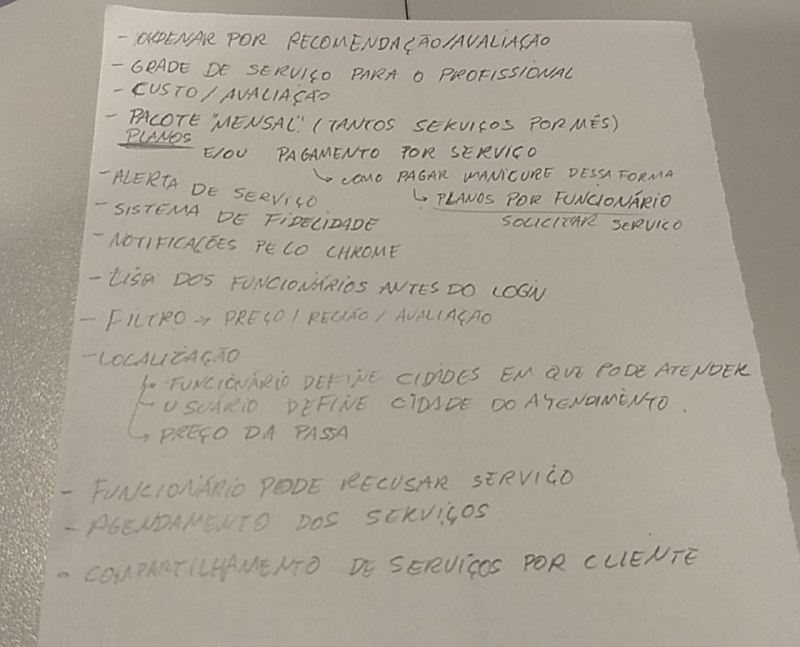 - ORDENAR POR RECOMENDAÇÃO/AVALIAÇÃO
- GRADE DE SERVIÇO PARA O PROFISSIONAL
- CUSTO/AVALIAÇÃO
- PACOTE "MENSAL" (TANTOS SERVIÇOS POR MÊS)
PLANOS
E/OU PAGAMENTO POR SERVIÇO
↳ COMO PAGAR MANICURE DESSA FORMA
- ALERTA DE SERVIÇO
↳ PLANOS POR FUNCIONÁRIO
SOLICITAR SERVIÇO
- SISTEMA DE FIDELIDADE
- NOTIFICAÇÕES PELO CHROME
- LISTA DOS FUNCIONÁRIOS ANTES DO LOGIN
- FILTRO → PREÇO/REGIÃO/AVALIAÇÃO
- LOCALIZAÇÃO
↳ FUNCIONÁRIO DEFINE CIDADES EM QUE PODE ATENDER
- USUÁRIO DEFINE CIDADE DO ATENDIMENTO.
↳ PREÇO DA PASSA
- FUNCIONÁRIO PODE RECUSAR SERVIÇO
- AGENDAMENTO DOS SERVIÇOS
- COMPARTILHAMENTO DE SERVIÇOS POR CLIENTE